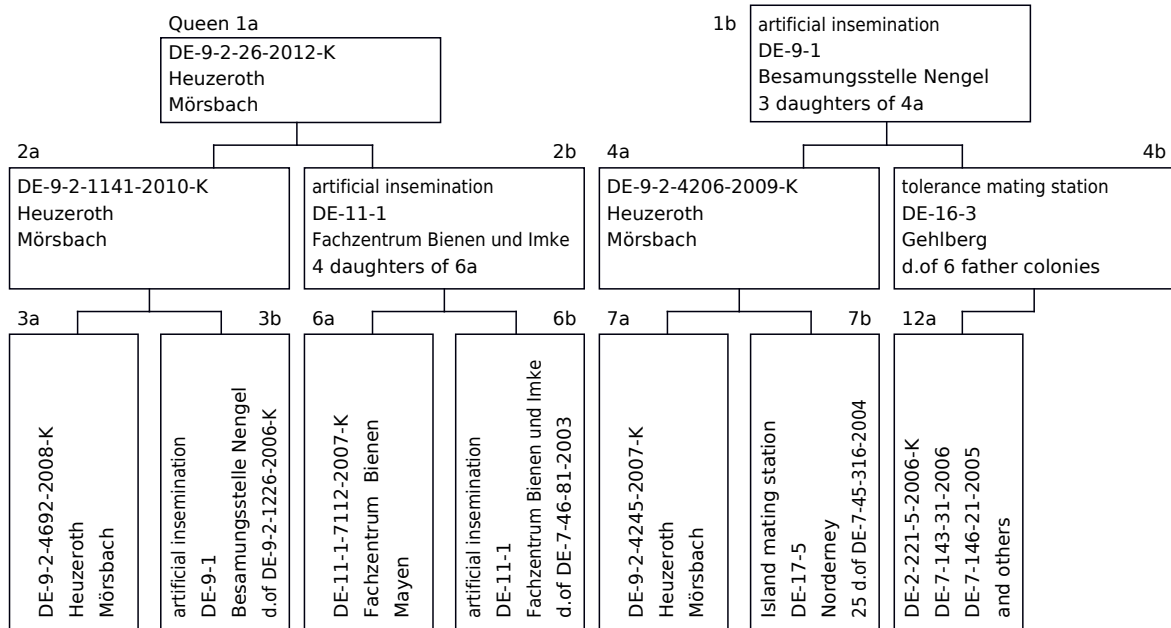 Queen 1a
DE-9-2-26-2012-K
Heuzeroth
Mörsbach
1b
artificial insemination
DE-9-1
Besamungsstelle Nengel
3 daughters of 4a
2a
DE-9-2-1141-2010-K
Heuzeroth
Mörsbach
2b
artificial insemination
DE-11-1
Fachzentrum Bienen und Imke
4 daughters of 6a
4a
DE-9-2-4206-2009-K
Heuzeroth
Mörsbach
4b
tolerance mating station
DE-16-3
Gehlberg
d.of 6 father colonies
3a
DE-9-2-4692-2008-K
Heuzeroth
Mörsbach
3b
artificial insemination
DE-9-1
Besamungsstelle Nengel
d.of DE-9-2-1226-2006-K
6a
DE-11-1-7112-2007-K
Fachzentrum Bienen
Mayen
6b
artificial insemination
DE-11-1
Fachzentrum Bienen und Imke
d.of DE-7-46-81-2003
7a
DE-9-2-4245-2007-K
Heuzeroth
Mörsbach
7b
Island mating station
DE-17-5
Norderney
25 d.of DE-7-45-316-2004
12a
DE-2-221-5-2006-K
DE-7-143-31-2006
DE-7-146-21-2005
and others